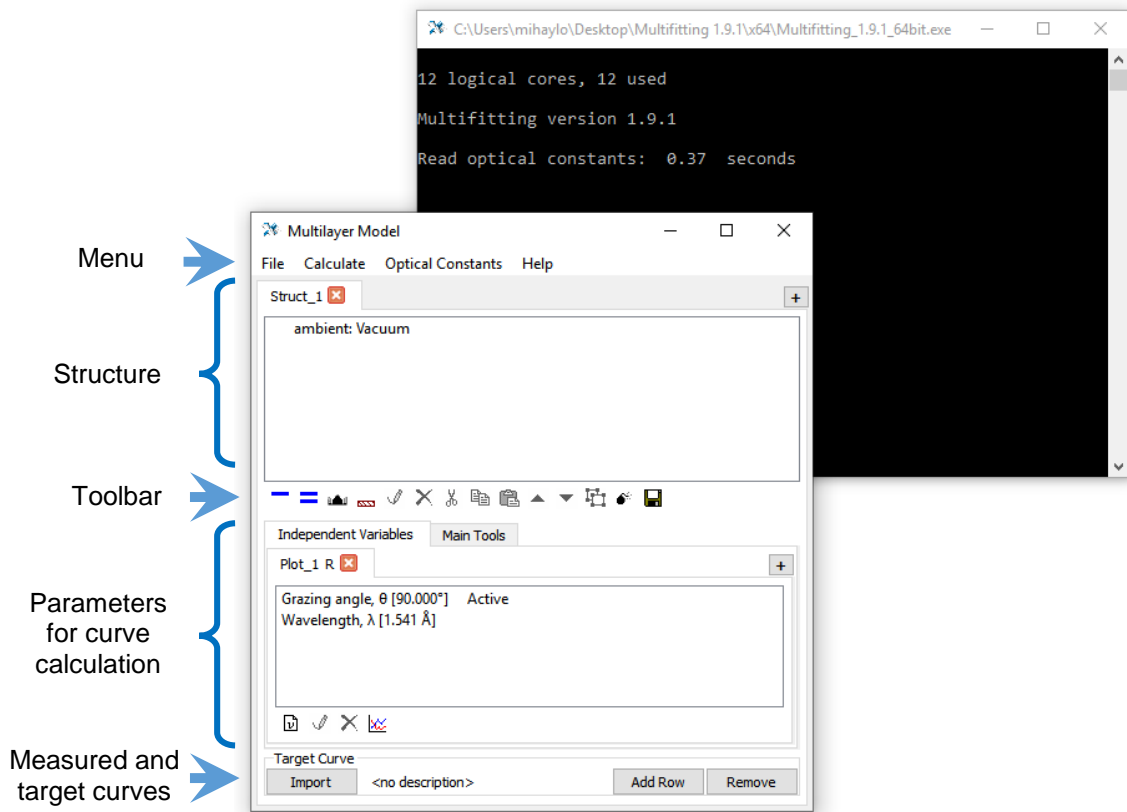 C:\Users\mihaylo\Desktop\Multifitting 1.9.1\x64\Multifitting_1.9.1_64bit.exe
12 logical cores, 12 used
Multifitting version 1.9.1
Read optical constants:  0.37  seconds
Multilayer Model
Menu
File Calculate Optical Constants Help
Struct_1
+
ambient: Vacuum
Structure
Toolbar
Independent Variables Main Tools
Plot_1 R
+
Grazing angle, θ [90.000°] Active
Wavelength, λ [1.541 Å]
Parameters
for curve
calculation
Measured and
target curves
Target Curve
Import <no description> Add Row Remove